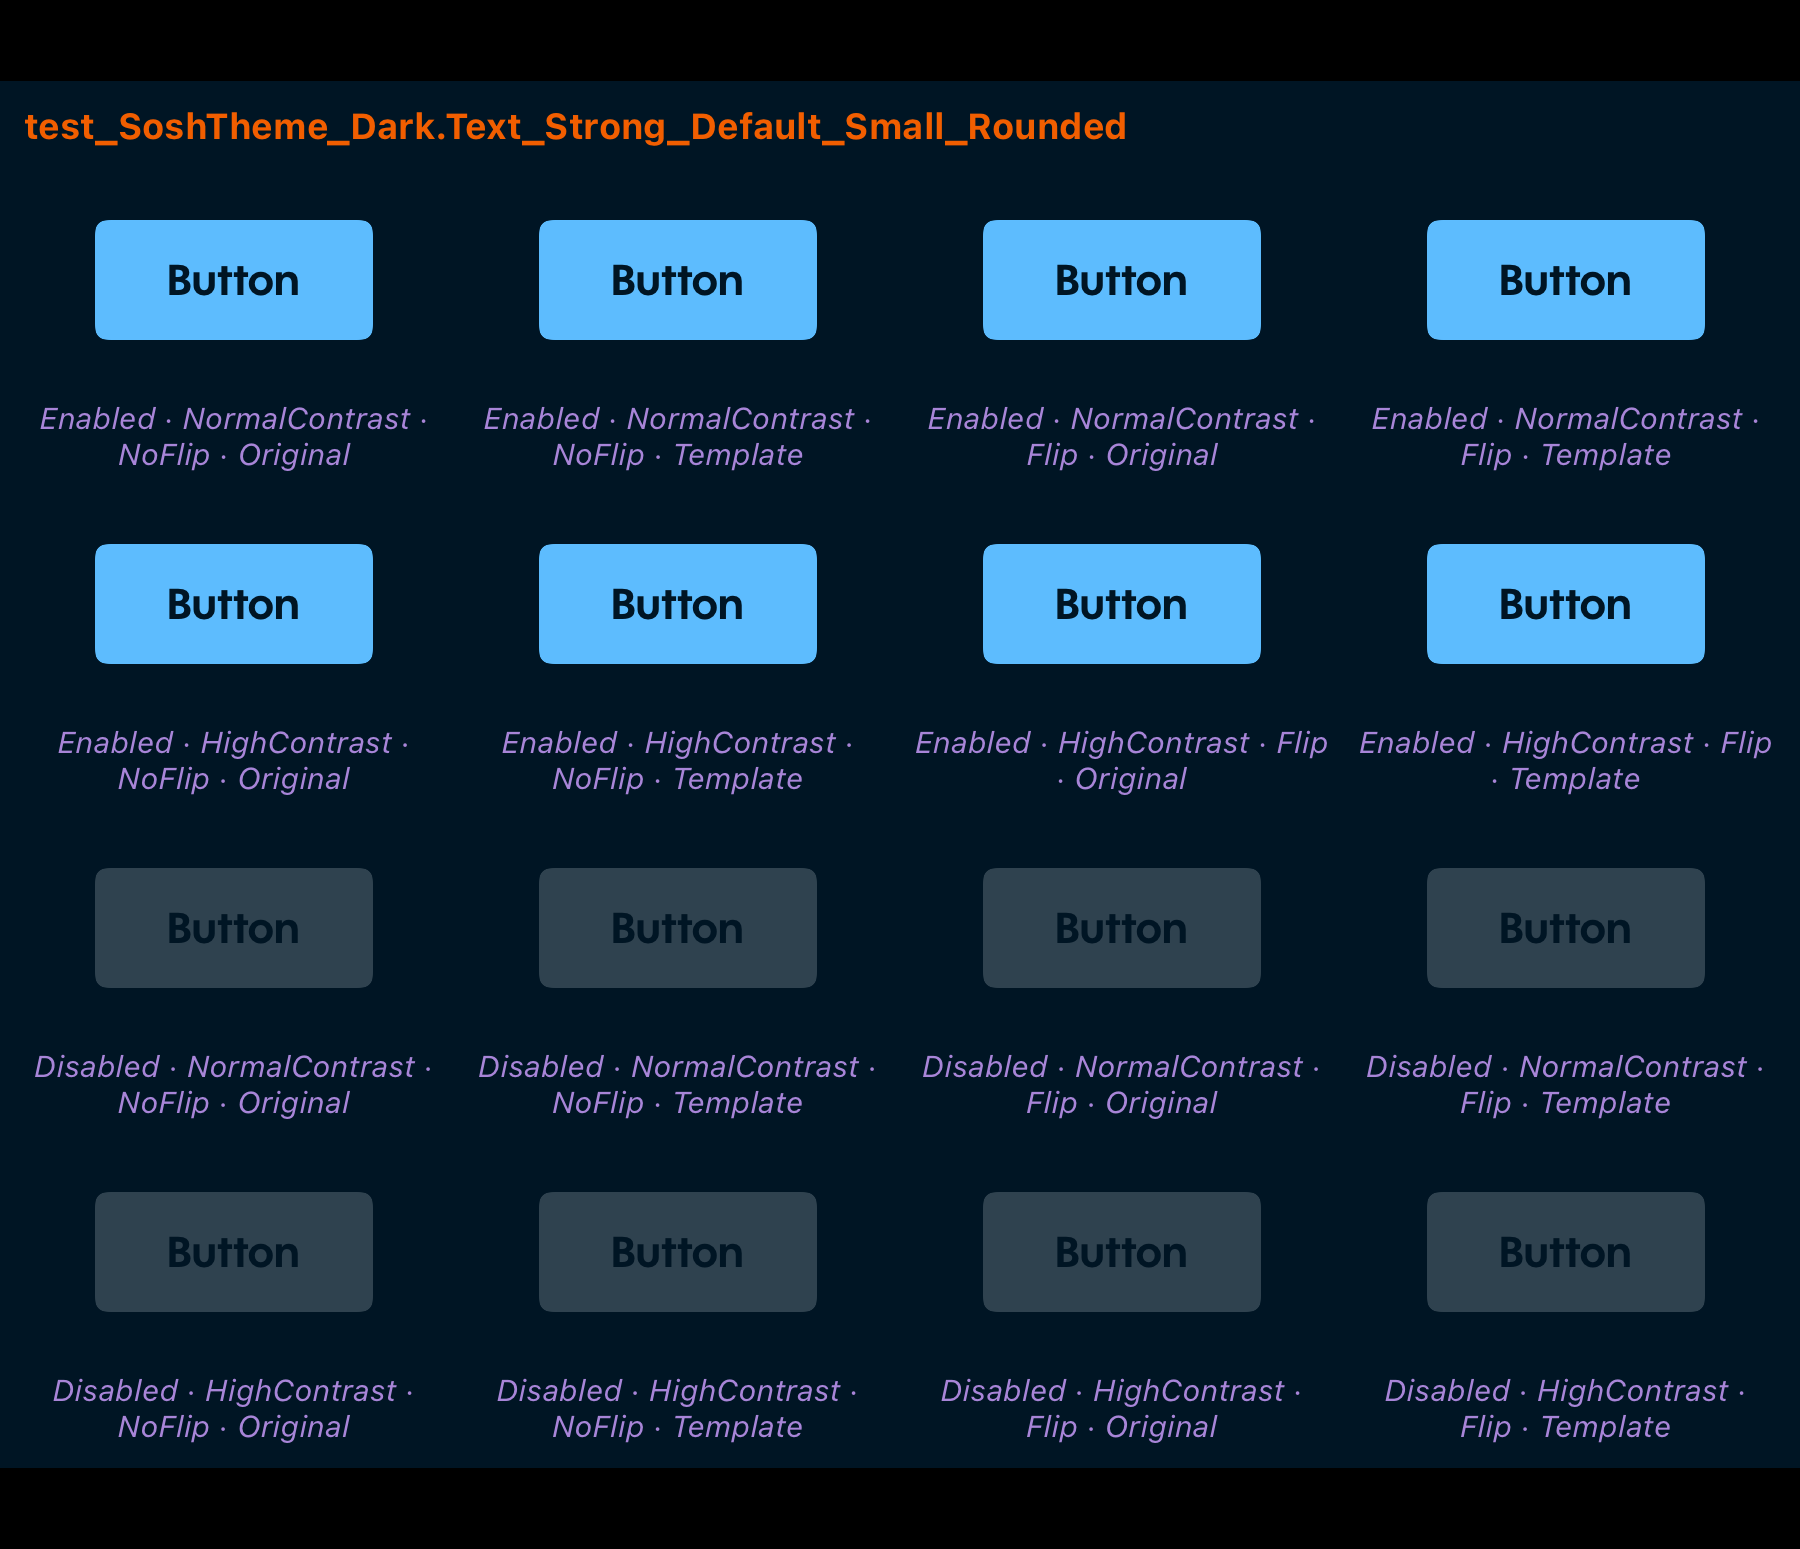 test_SoshTheme_Dark.Text_Strong_Default_Small_Rounded
Button Button Button Button
Enabled · NormalContrast · Enabled · NormalContrast · Enabled · NormalContrast · Enabled · NormalContrast ·
NoFlip · Original NoFlip · Template Flip · Original Flip · Template
Button Button Button Button
Enabled · HighContrast · Enabled · HighContrast · Enabled · HighContrast · Flip Enabled · HighContrast · Flip
NoFlip · Original NoFlip · Template · Original · Template
Button Button Button Button
Disabled · NormalContrast · Disabled · NormalContrast · Disabled · NormalContrast · Disabled · NormalContrast ·
NoFlip · Original NoFlip · Template Flip · Original Flip · Template
Button Button Button Button
Disabled · HighContrast · Disabled · HighContrast · Disabled · HighContrast · Disabled · HighContrast ·
NoFlip · Original NoFlip · Template Flip · Original Flip · Template